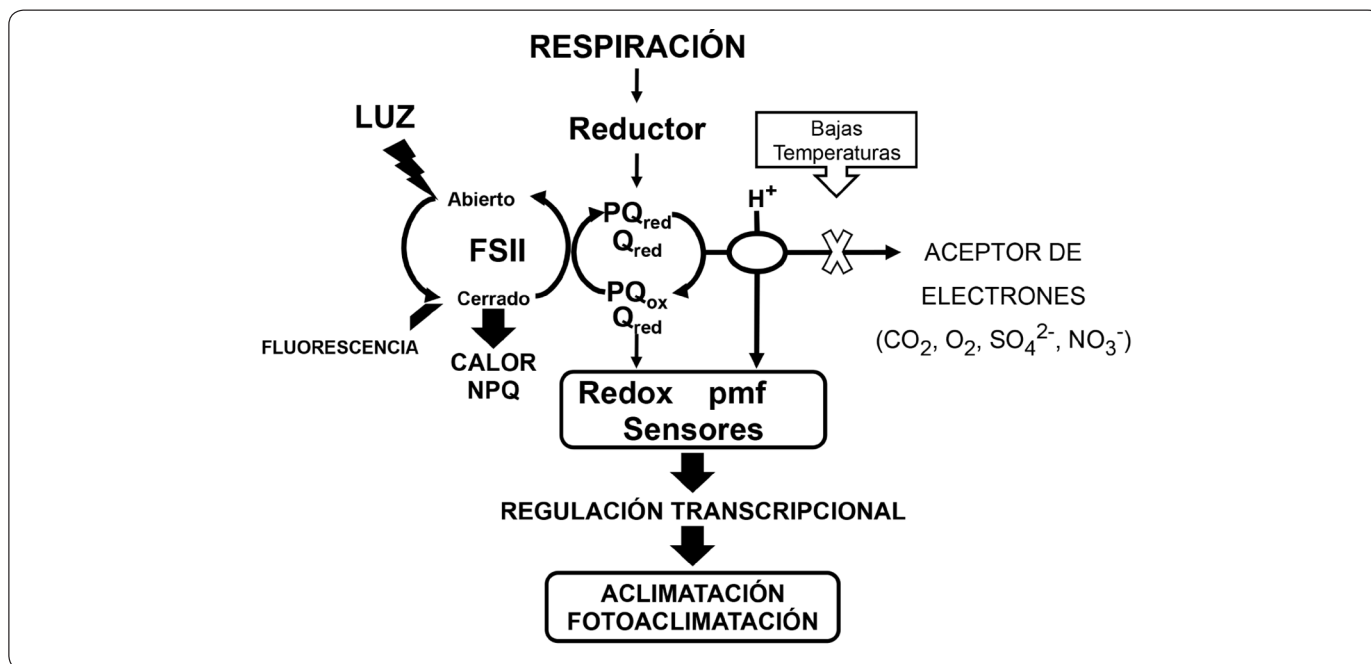 RESPIRACIÓN
LUZ
Reductor
Bajas
Temperaturas
Abierto
H⁺
PQred
Qred
FSII
ACEPTOR DE
ELECTRONES
(CO₂, O₂, SO₄²⁻, NO₃⁻)
Cerrado
PQox
Qred
FLUORESCENCIA
CALOR
NPQ
Redox pmf
Sensores
REGULACIÓN TRANSCRIPCIONAL
ACLIMATACIÓN
FOTOACLIMATACIÓN